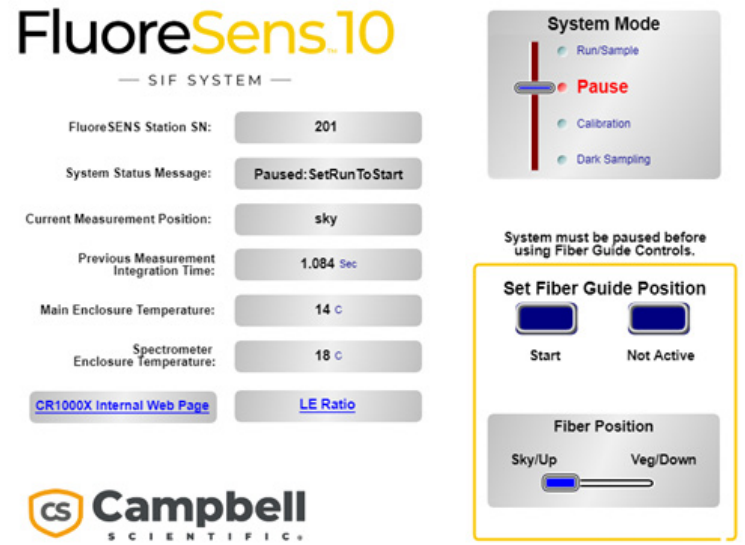 FluoreSens™10
— SIF SYSTEM —
FluoreSENS Station SN:
201
System Status Message:
Paused:SetRunToStart
Current Measurement Position:
sky
Previous Measurement
Integration Time:
1.084 Sec
Main Enclosure Temperature:
14 C
Spectrometer
Enclosure Temperature:
18 C
CR1000X Internal Web Page
LE Ratio
CS Campbell
SCIENTIFIC®
System Mode
Run/Sample
Pause
Calibration
Dark Sampling
System must be paused before
using Fiber Guide Controls.
Set Fiber Guide Position
Start
Not Active
Fiber Position
Sky/Up
Veg/Down